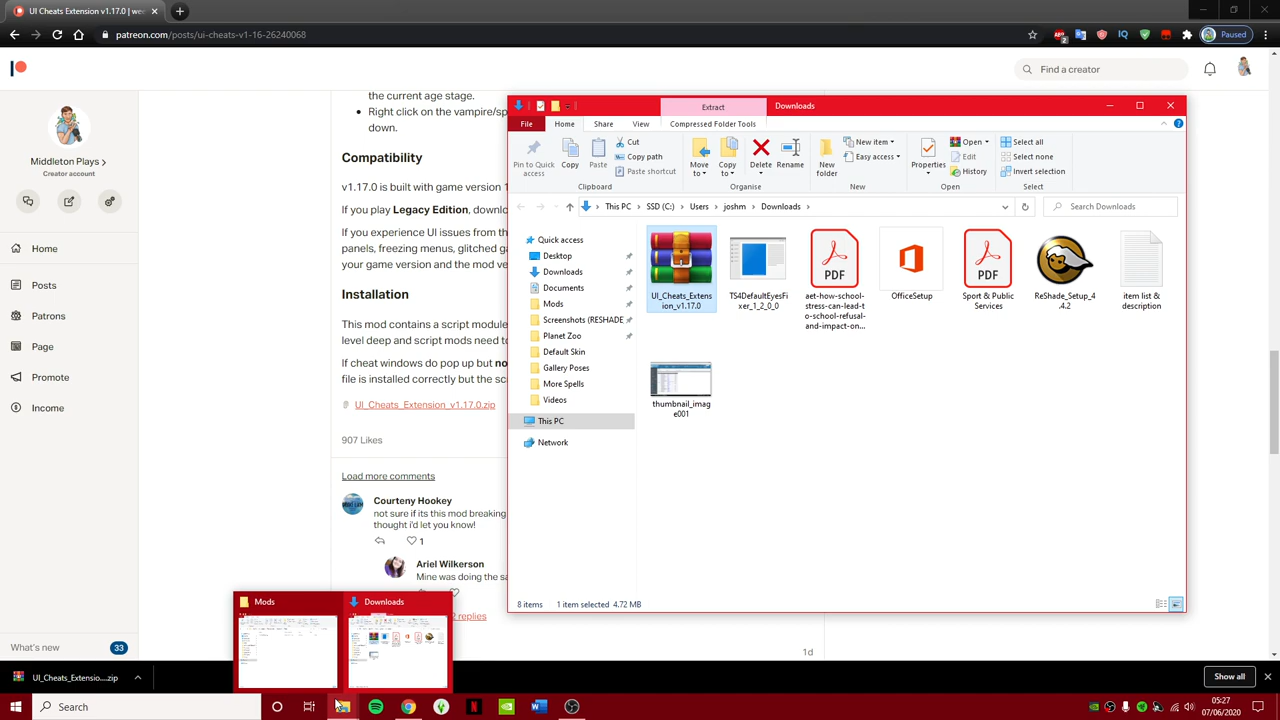 UI Cheats Extension v1.17.0 | w
patreon.com/posts/ui-cheats-v1-16-26240068
Paused
Find a creator
Middleton Plays
Creator account
Home
Posts
Patrons
Page
Promote
Income
What's new
33
the current age stage.
Right click on the vampire/sp
down.
Compatibility
v1.17.0 is built with game version 1
If you play Legacy Edition, downlo
If you experience UI issues from th
panels, freezing menus, glitched g
your game version and the mod ve
Installation
This mod contains a script module
level deep and script mods need to
If cheat windows do pop up but no
file is installed correctly but the sc
UI_Cheats_Extension_v1.17.0.zip
907 Likes
Load more comments
Courteny Hookey
not sure if its this mod breaking
thought i'd let you know!
1
Ariel Wilkerson
Mine was doing the sa
2 replies
1d
Extract
Downloads
File
Home
Share
View
Compressed Folder Tools
Pin to Quick
access
Copy
Paste
Cut
Copy path
Paste shortcut
Clipboard
Move
to
Copy
to
Delete
Rename
Organise
New
folder
New item
Easy access
New
Properties
Open
Edit
History
Open
Select all
Select none
Invert selection
Select
This PC
SSD (C:)
Users
joshm
Downloads
Search Downloads
Quick access
Desktop
Downloads
Documents
Mods
Screenshots (RESHADE
Planet Zoo
Default Skin
Gallery Poses
More Spells
Videos
This PC
Network
UI_Cheats_Extens
ion_v1.17.0
TS4DefaultEyesFi
xer_1_2_0_0
PDF
aet-how-school-
stress-can-lead-t
o-school-refusal-
and-impact-on...
OfficeSetup
PDF
Sport & Public
Services
ReShade_Setup_4
.4.2
item list &
description
thumbnail_imag
e001
8 items
1 item selected 4.72 MB
Mods
Downloads
UI_Cheats_Extensio....zip
Show all
Search
05:27
07/06/2020